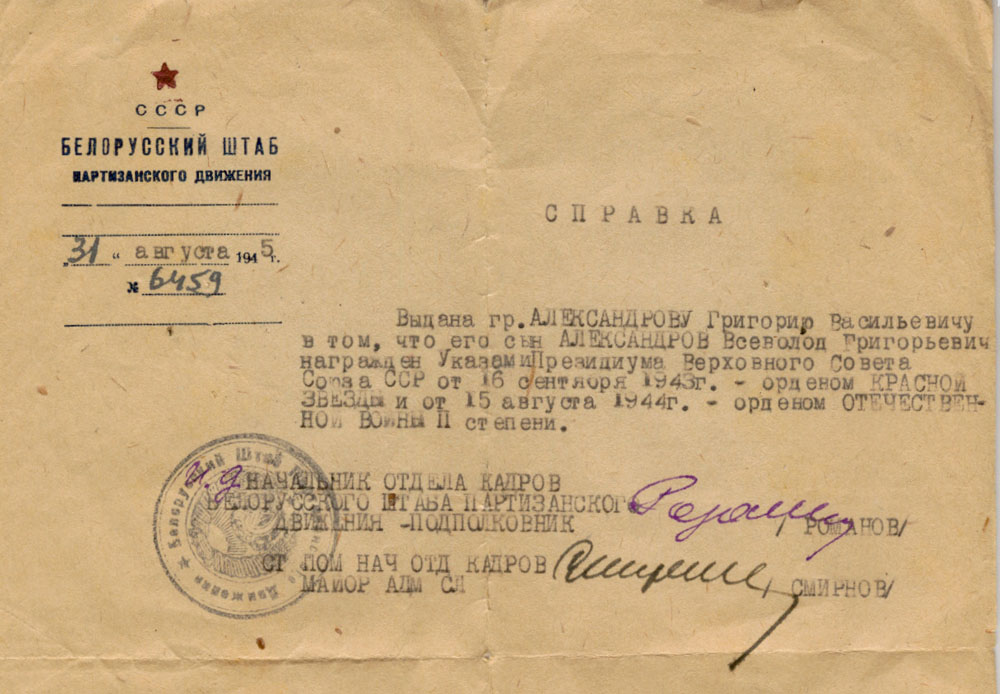 СССР
БЕЛОРУССКИЙ ШТАБ
ПАРТИЗАНСКОГО ДВИЖЕНИЯ
„31" августа 1945 г.
№ 6459
СПРАВКА
Выдана гр.АЛЕКСАНДРОВУ Григорию Васильевичу
в том, что его сын АЛЕКСАНДРОВ Всеволод Григорьевич
награжден Указами Президиума Верховного Совета
Союза ССР от 16 сентября 1943г. - орденом КРАСНОЙ
ЗВЕЗДЫ и от 15 августа 1944г. - орденом ОТЕЧЕСТВЕН-
НОЙ ВОЙНЫ II степени.
и.д. НАЧАЛЬНИК ОТДЕЛА КАДРОВ
БЕЛОРУССКОГО ШТАБА ПАРТИЗАНСКОГО
ДВИЖЕНИЯ -ПОДПОЛКОВНИК / РОМАНОВ/
СТ ПОМ НАЧ ОТД КАДРОВ
МАЙОР АДМ СЛ / СМИРНОВ/
Белорусский Штаб Движения